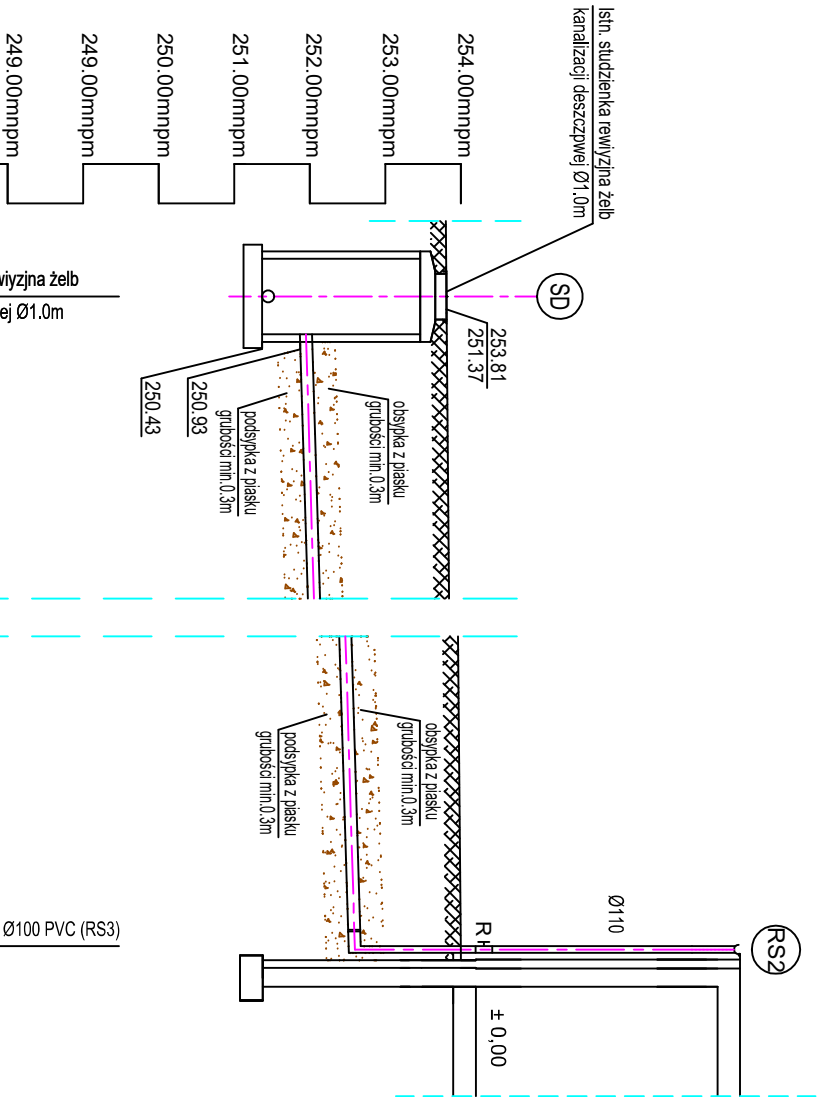 Istn. studzienka rewiyzjna żelb
kanalizacji deszczpwej Ø1.0m
SD
253.81
251.37
254.00mnpm
253.00mnpm
252.00mnpm
251.00mnpm
250.00mnpm
249.00mnpm
249.00mnpm
obsypka z piasku
grubości min.0.3m
podsypka z piasku
grubości min.0.3m
250.93
250.43
wiyzjna żelb
ej Ø1.0m
obsypka z piasku
grubości min.0.3m
podsypka z piasku
grubości min.0.3m
Ø110
RS2
R
± 0,00
Ø100 PVC (RS3)